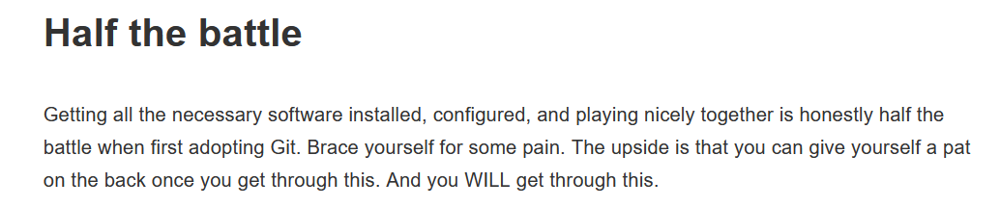 Half the battle
Getting all the necessary software installed, configured, and playing nicely together is honestly half the
battle when first adopting Git. Brace yourself for some pain. The upside is that you can give yourself a pat
on the back once you get through this. And you WILL get through this.